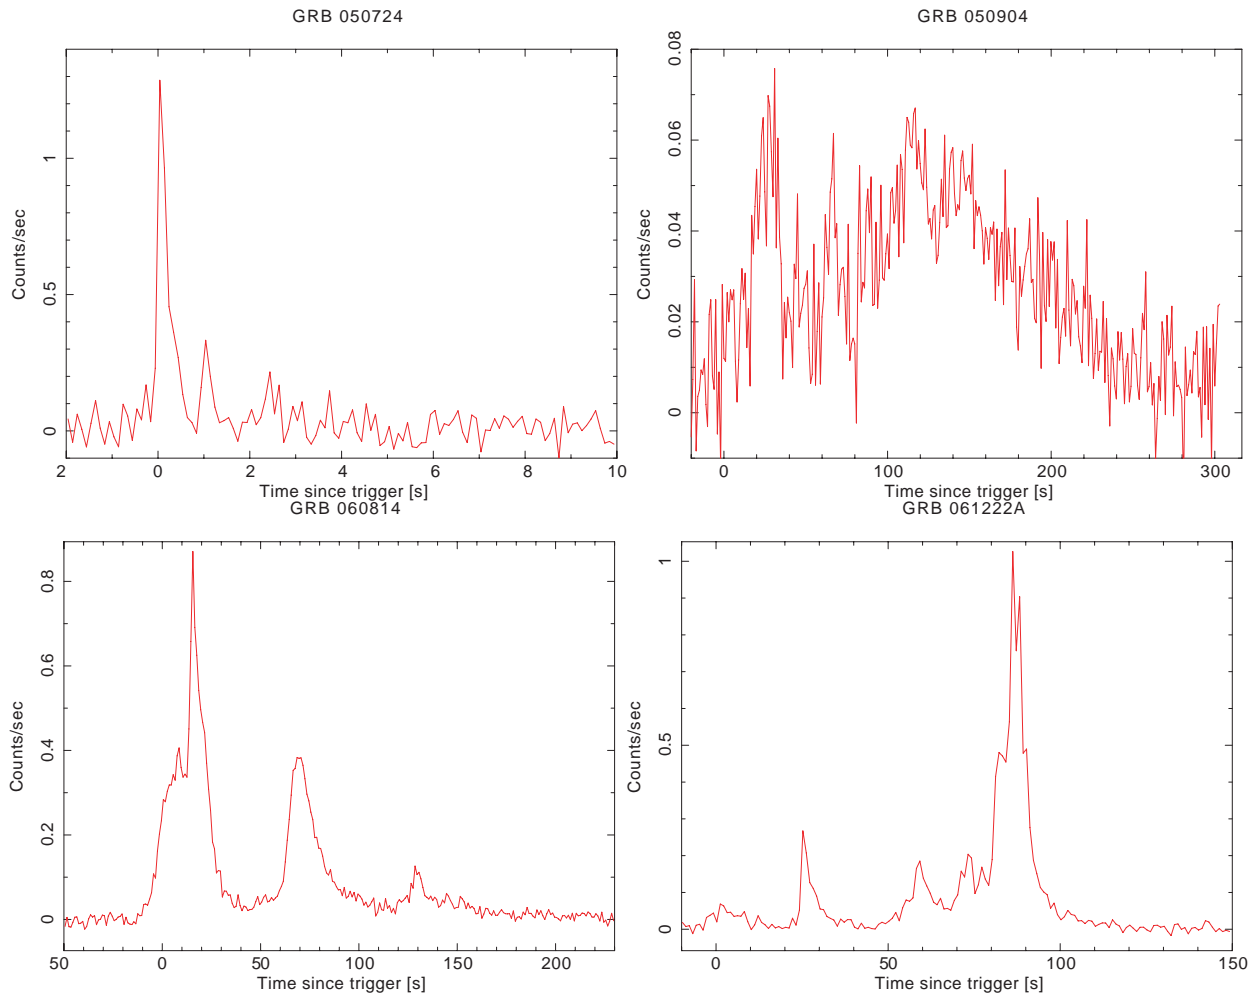 GRB 050724
GRB 050904
Counts/sec
0
0.5
1
2 0 2 4 6 8 10
Time since trigger [s]
Counts/sec
0
0.02
0.04
0.06
0.08
0 100 200 300
Time since trigger [s]
GRB 060814
GRB 061222A
Counts/sec
0
0.2
0.4
0.6
0.8
50 0 50 100 150 200
Time since trigger [s]
Counts/sec
0
0.5
1
0 50 100 150
Time since trigger [s]